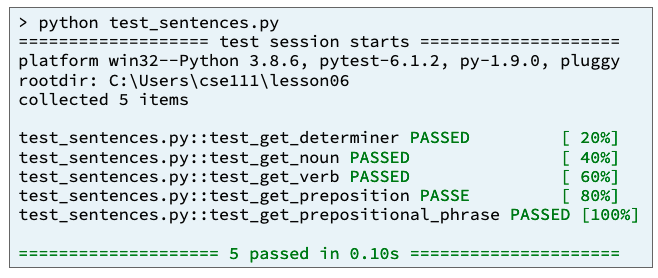 > python test_sentences.py
=================== test session starts ====================
platform win32--Python 3.8.6, pytest-6.1.2, py-1.9.0, pluggy
rootdir: C:\Users\cse111\lesson06
collected 5 items

test_sentences.py::test_get_determiner PASSED         [ 20%]
test_sentences.py::test_get_noun PASSED               [ 40%]
test_sentences.py::test_get_verb PASSED               [ 60%]
test_sentences.py::test_get_preposition PASSE         [ 80%]
test_sentences.py::test_get_prepositional_phrase PASSED [100%]

==================== 5 passed in 0.10s =====================